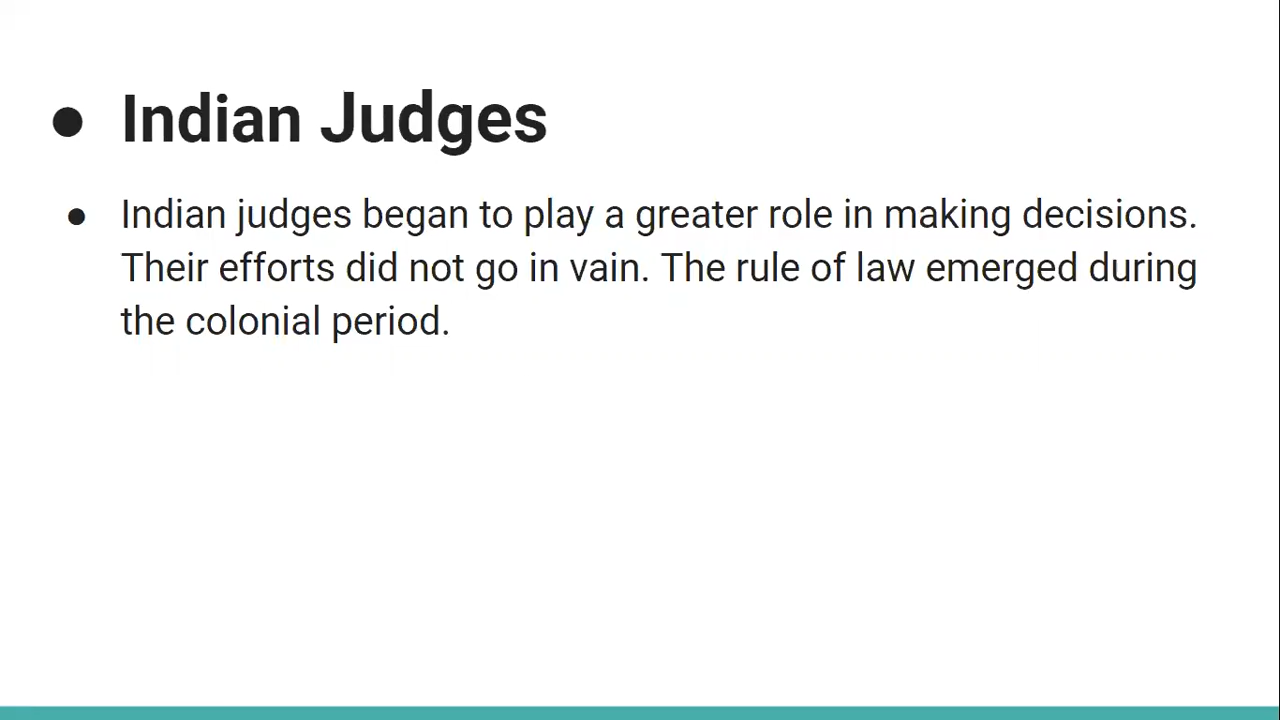 ● Indian Judges
● Indian judges began to play a greater role in making decisions.
Their efforts did not go in vain. The rule of law emerged during
the colonial period.